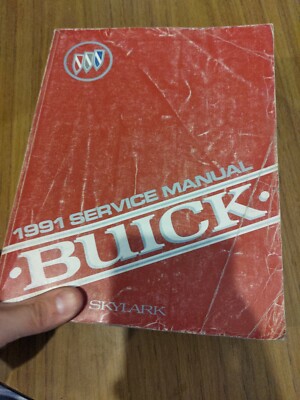 1991 SERVICE MANUAL
• BUICK •
SKYLARK